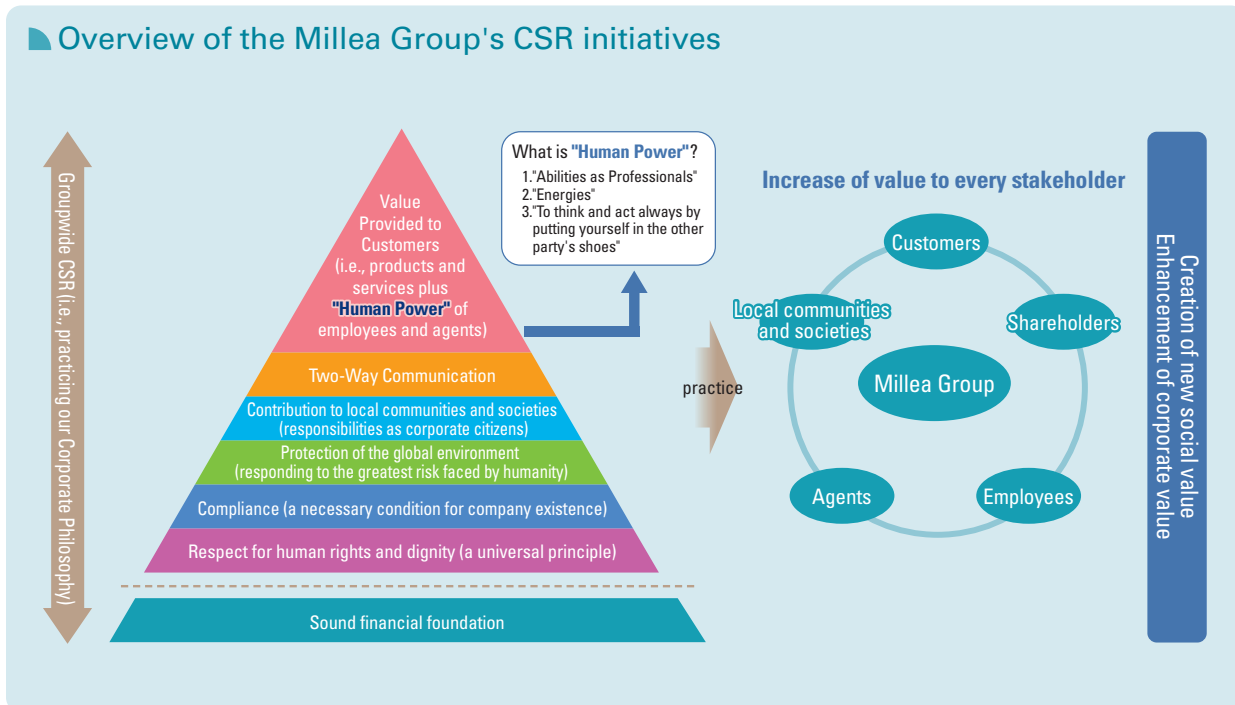 Overview of the Millea Group's CSR initiatives
Groupwide CSR (i.e., practicing our Corporate Philosophy)
Value
Provided to
Customers
(i.e., products and
services plus
"Human Power" of
employees and agents)
Two-Way Communication
Contribution to local communities and societies
(responsibilities as corporate citizens)
Protection of the global environment
(responding to the greatest risk faced by humanity)
Compliance (a necessary condition for company existence)
Respect for human rights and dignity (a universal principle)
Sound financial foundation
What is "Human Power"?
1."Abilities as Professionals"
2."Energies"
3."To think and act always by
putting yourself in the other
party's shoes"
practice
Increase of value to every stakeholder
Customers
Local communities
and societies
Shareholders
Millea Group
Agents
Employees
Creation of new social value
Enhancement of corporate value